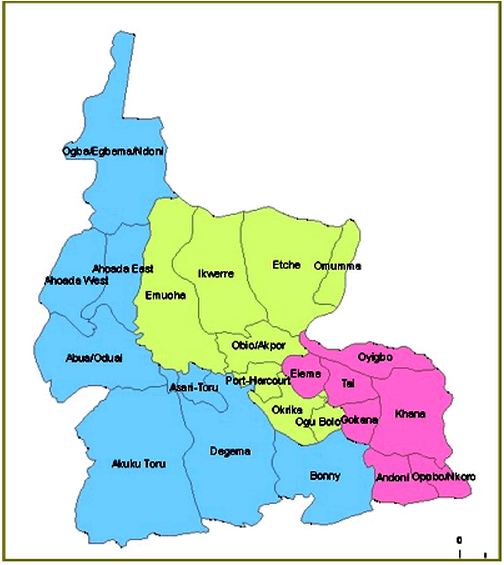 Ogba/Egbema/Ndoni
Ahoada East
Ahoada West
Emuoha
Ikwerre
Etche
Omumma
Abua/Odual
Obio/Akpor
Oyigbo
Asari-Toru
Port-Harcourt
Eleme
Tai
Okrika
Ogu Bolo
Gokana
Khana
Akuku Toru
Degema
Bonny
Andoni
Opobo/Nkoro
0